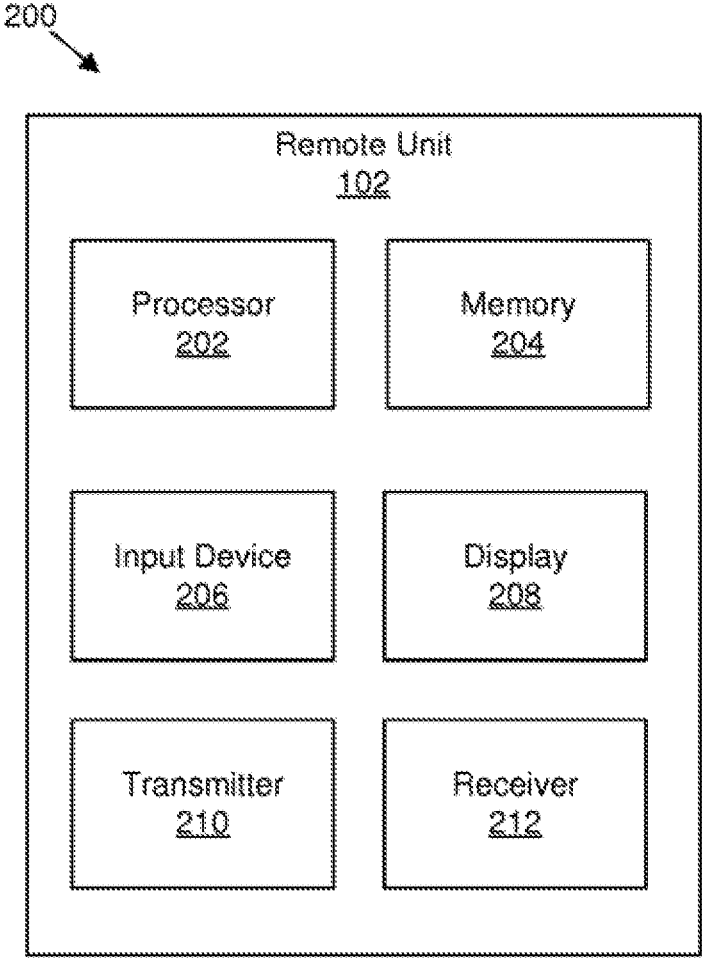 200
Remote Unit
102
Processor
202
Memory
204
Input Device
206
Display
208
Transmitter
210
Receiver
212